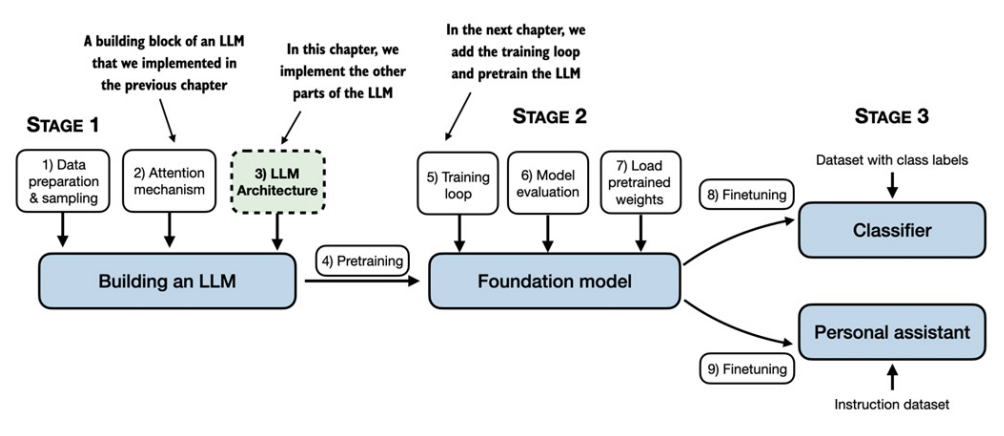 A building block of an LLM
that we implemented in
the previous chapter
In this chapter, we
implement the other
parts of the LLM
In the next chapter, we
add the training loop
and pretrain the LLM
STAGE 1
STAGE 2
STAGE 3
1) Data
preparation
& sampling
2) Attention
mechanism
3) LLM
Architecture
5) Training
loop
6) Model
evaluation
7) Load
pretrained
weights
Dataset with class labels
8) Finetuning
Classifier
Building an LLM
4) Pretraining
Foundation model
Personal assistant
9) Finetuning
Instruction dataset